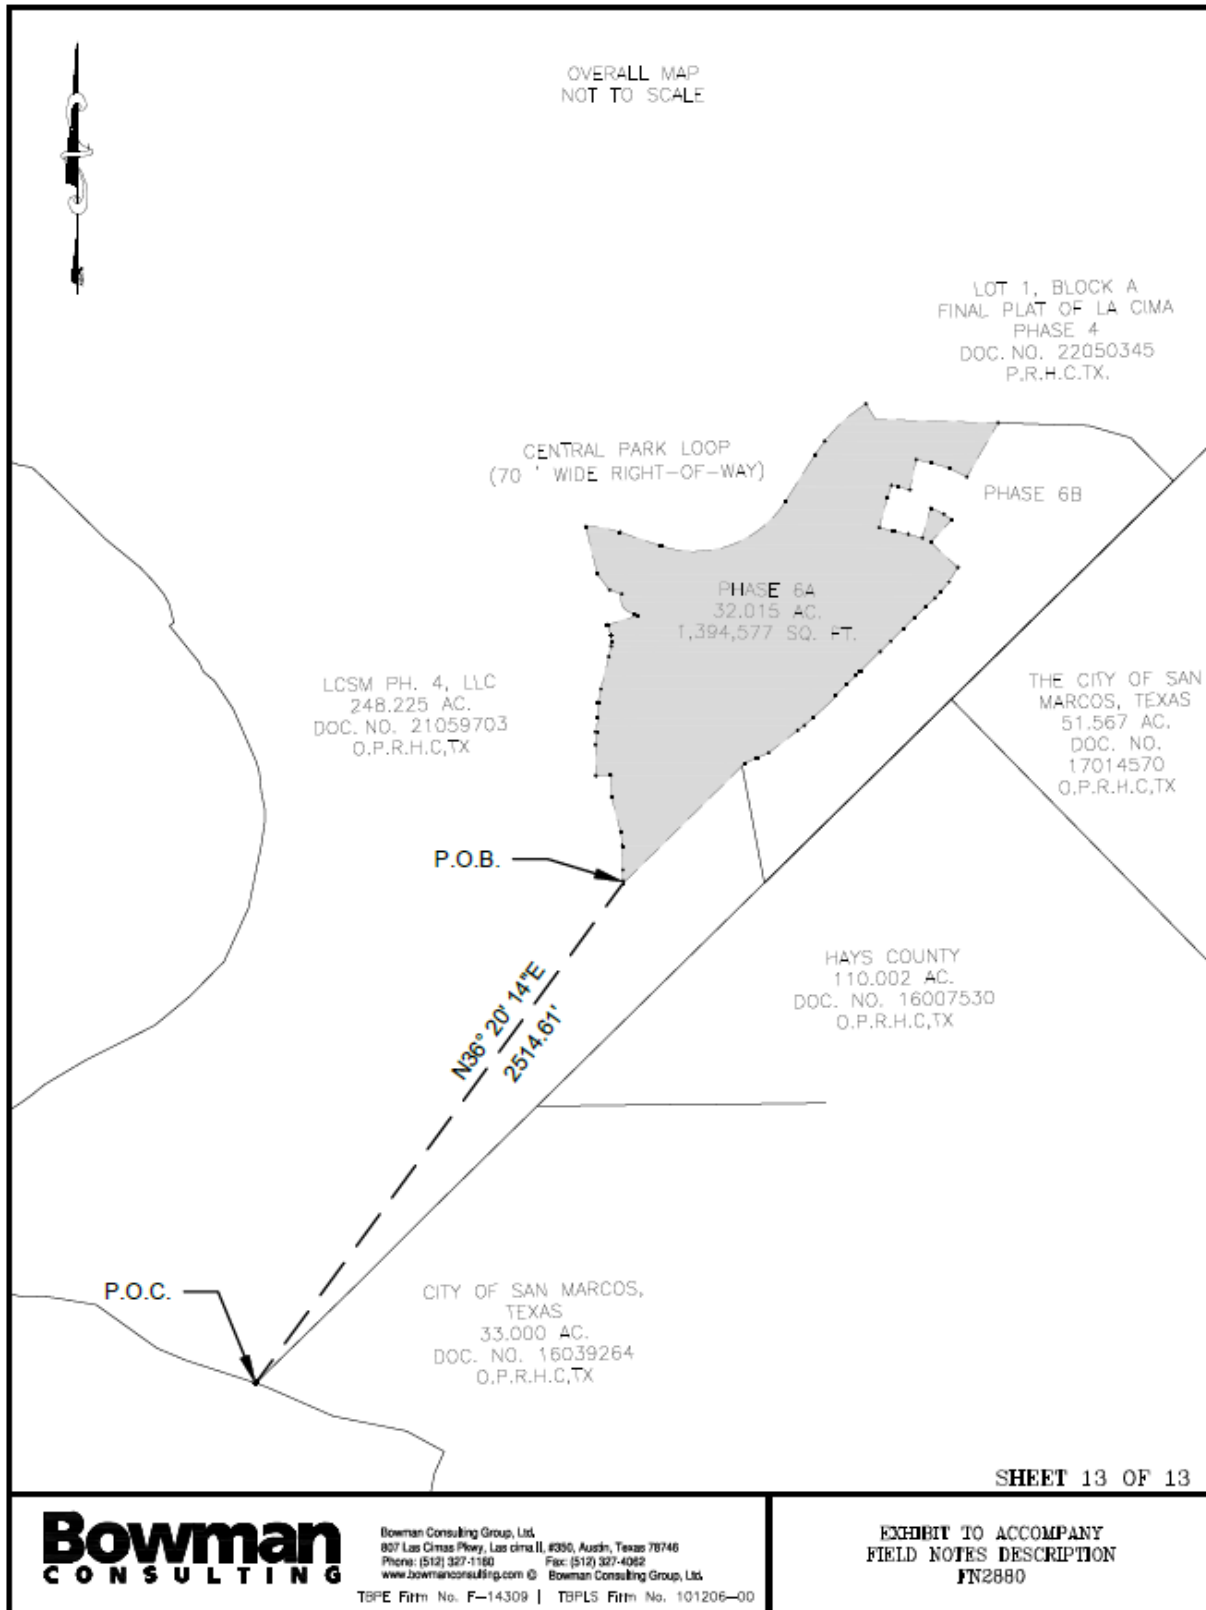 OVERALL MAP
NOT TO SCALE
LOT 1, BLOCK A
FINAL PLAT OF LA CIMA
PHASE 4
DOC. NO. 22050345
P.R.H.C.TX.
CENTRAL PARK LOOP
(70 ' WIDE RIGHT-OF-WAY)
PHASE 6B
PHASE 6A
32.015 AC.
1,394,577 SQ. FT.
LCSM PH. 4, LLC
248.225 AC.
DOC. NO. 21059703
O.P.R.H.C,TX
THE CITY OF SAN
MARCOS, TEXAS
51.567 AC.
DOC. NO.
17014570
O.P.R.H.C,TX
P.O.B.
HAYS COUNTY
110.002 AC.
DOC. NO. 16007530
O.P.R.H.C,TX
N36° 20' 14"E
2514.61'
P.O.C.
CITY OF SAN MARCOS,
TEXAS
33.000 AC.
DOC. NO. 16039264
O.P.R.H.C,TX
SHEET 13 OF 13
Bowman
CONSULTING
Bowman Consulting Group, Ltd.
807 Las Cimas Pkwy, Las cima II, #350, Austin, Texas 78746
Phone: (512) 327-1180 Fax: (512) 327-4062
www.bowmanconsulting.com © Bowman Consulting Group, Ltd.
TBPE Firm No. F-14309 | TBPLS Firm No. 101206-00
EXHIBIT TO ACCOMPANY
FIELD NOTES DESCRIPTION
FN2880